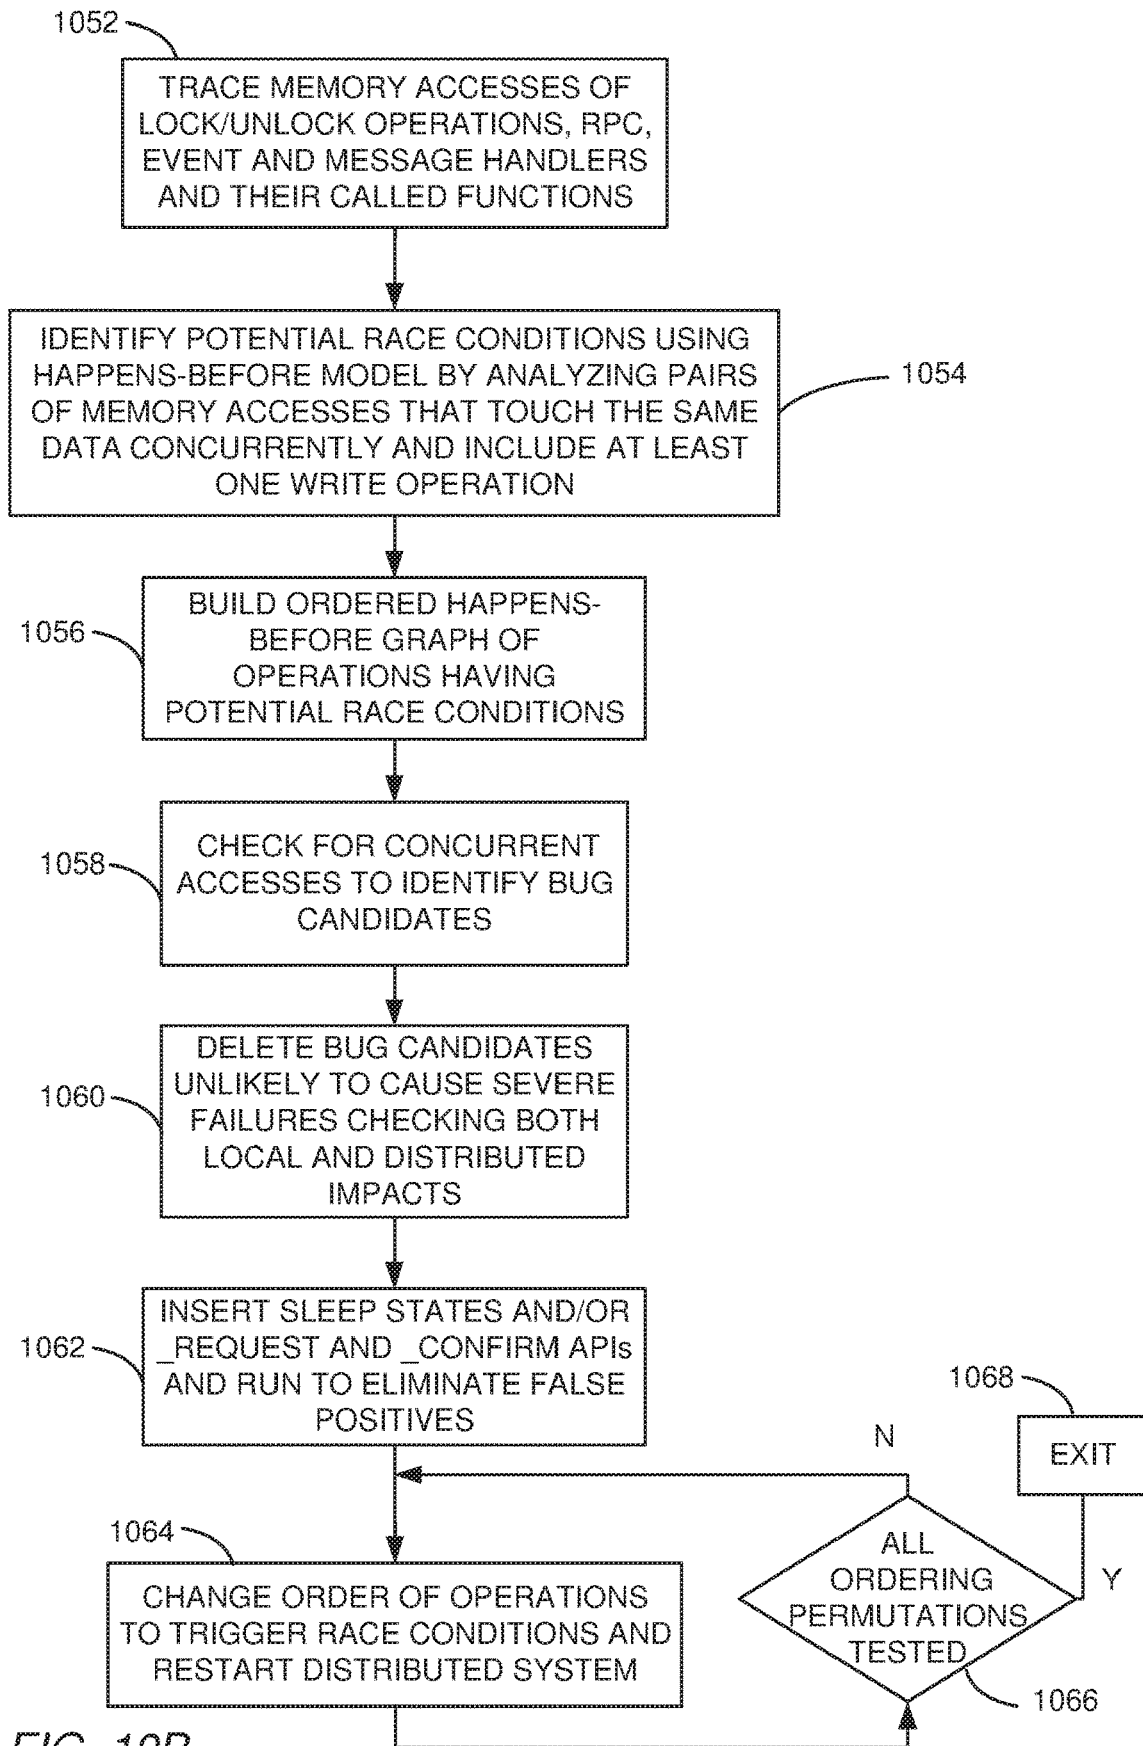 1052
TRACE MEMORY ACCESSES OF
LOCK/UNLOCK OPERATIONS, RPC,
EVENT AND MESSAGE HANDLERS
AND THEIR CALLED FUNCTIONS
IDENTIFY POTENTIAL RACE CONDITIONS USING
HAPPENS-BEFORE MODEL BY ANALYZING PAIRS
OF MEMORY ACCESSES THAT TOUCH THE SAME
DATA CONCURRENTLY AND INCLUDE AT LEAST
ONE WRITE OPERATION
1054
1056
BUILD ORDERED HAPPENS-
BEFORE GRAPH OF
OPERATIONS HAVING
POTENTIAL RACE CONDITIONS
1058
CHECK FOR CONCURRENT
ACCESSES TO IDENTIFY BUG
CANDIDATES
1060
DELETE BUG CANDIDATES
UNLIKELY TO CAUSE SEVERE
FAILURES CHECKING BOTH
LOCAL AND DISTRIBUTED
IMPACTS
1062
INSERT SLEEP STATES AND/OR
_REQUEST AND _CONFIRM APIs
AND RUN TO ELIMINATE FALSE
POSITIVES
1064
CHANGE ORDER OF OPERATIONS
TO TRIGGER RACE CONDITIONS AND
RESTART DISTRIBUTED SYSTEM
N
1068
EXIT
ALL
ORDERING
PERMUTATIONS
TESTED
Y
1066
FIG.